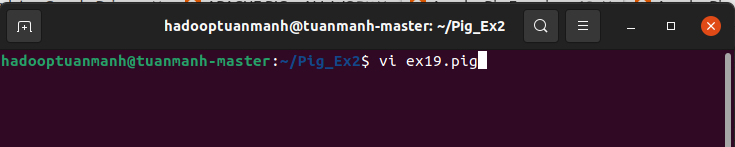 hadooptuanmanh@tuanmanh-master: ~/Pig_Ex2
hadooptuanmanh@tuanmanh-master:~/Pig_Ex2$ vi ex19.pig